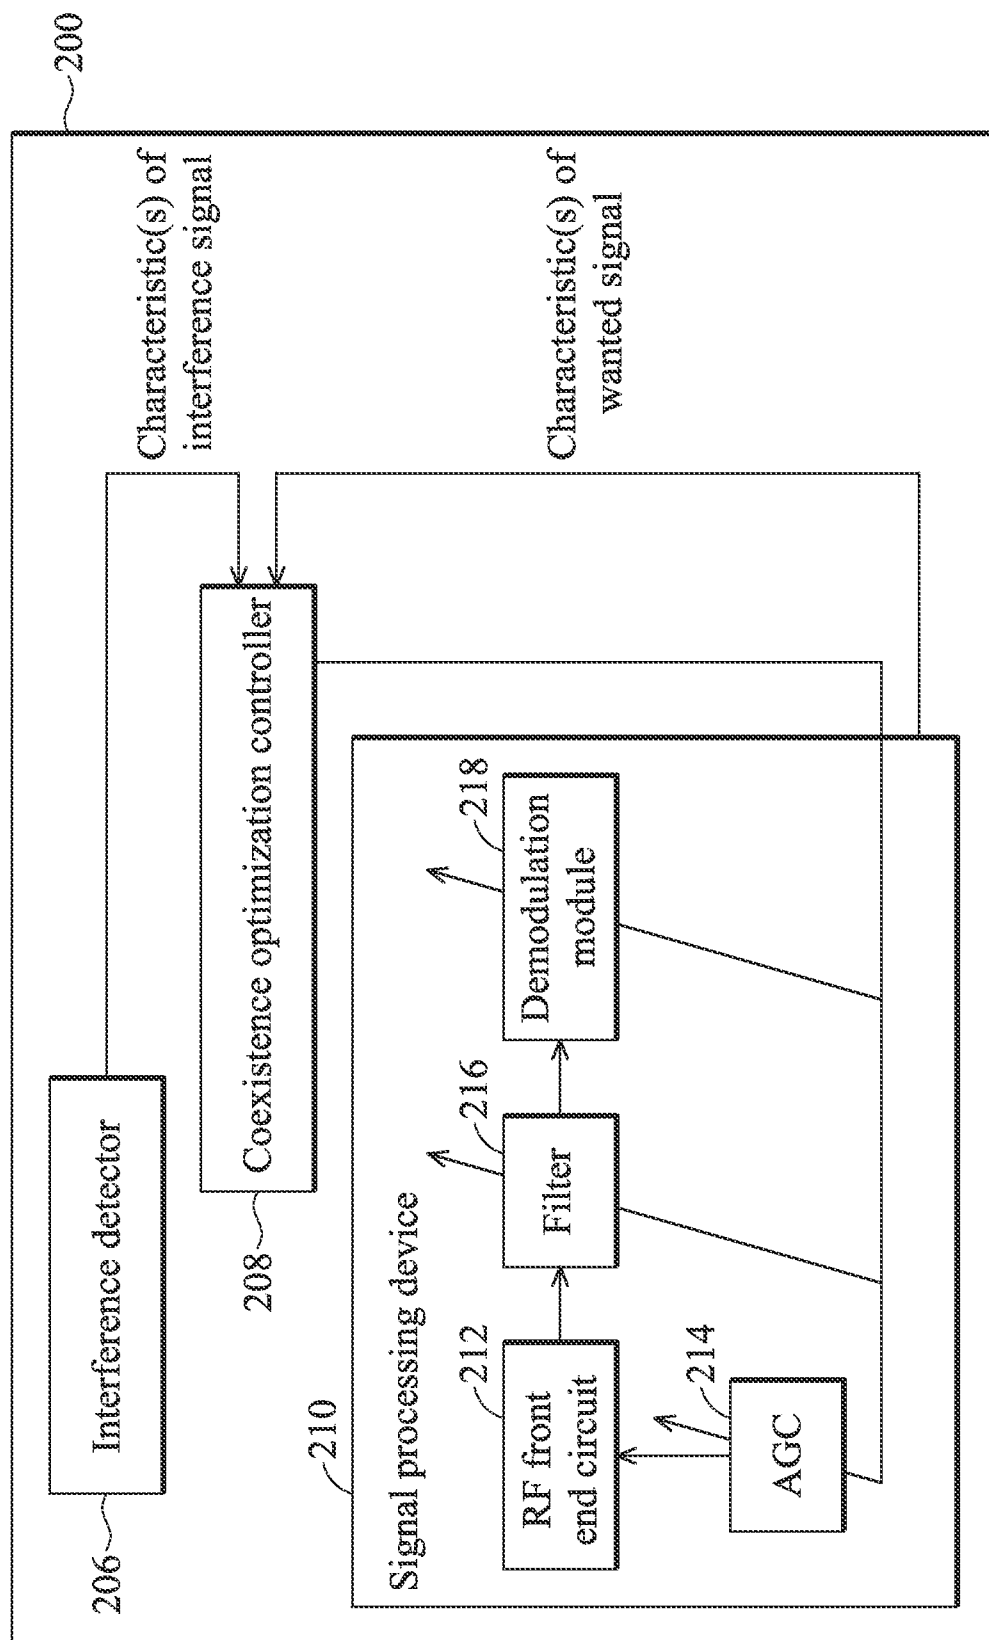 200
Interference detector
206
Characteristic(s) of
interference signal
Coexistence optimization controller
208
Characteristic(s) of
wanted signal
210
Signal processing device
212
RF front
end circuit
216
Filter
218
Demodulation
module
214
AGC